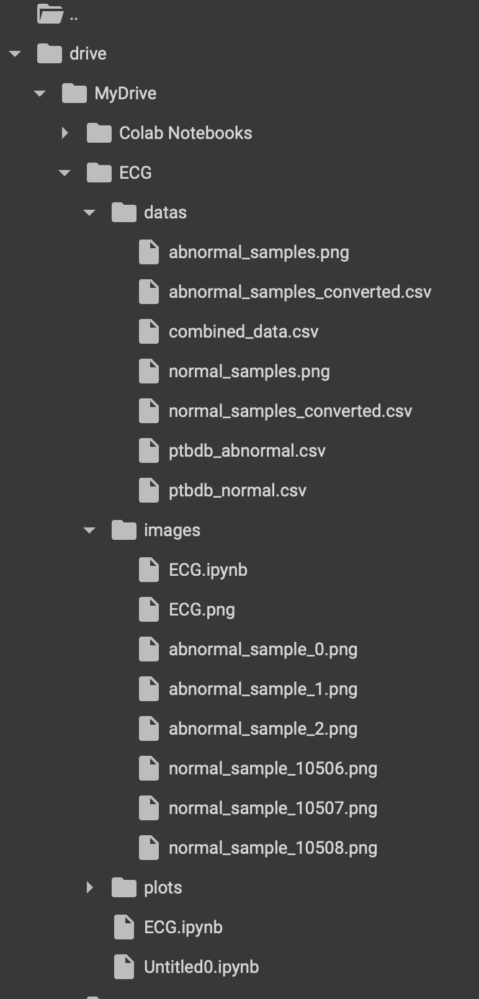 ..
drive
MyDrive
Colab Notebooks
ECG
datas
abnormal_samples.png
abnormal_samples_converted.csv
combined_data.csv
normal_samples.png
normal_samples_converted.csv
ptbdb_abnormal.csv
ptbdb_normal.csv
images
ECG.ipynb
ECG.png
abnormal_sample_0.png
abnormal_sample_1.png
abnormal_sample_2.png
normal_sample_10506.png
normal_sample_10507.png
normal_sample_10508.png
plots
ECG.ipynb
Untitled0.ipynb